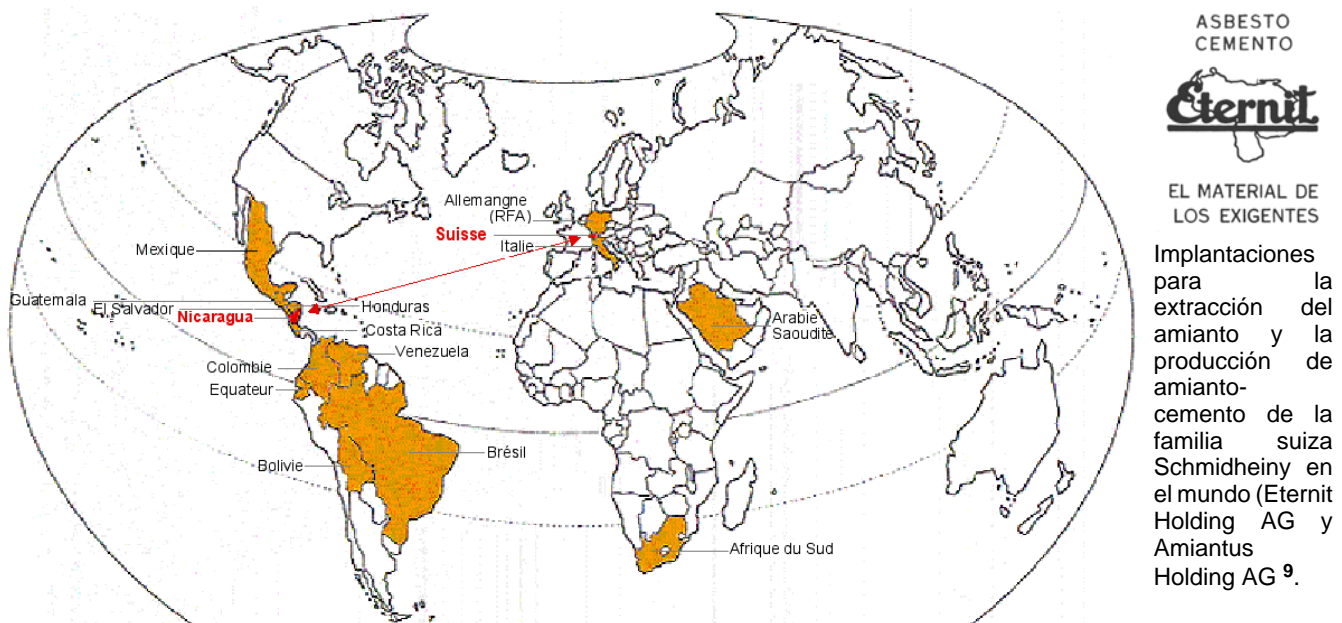 Allemangne
(RFA)
Suisse
Italie
Mexique
Guatemala
El Salvador
Nicaragua
Honduras
Costa Rica
Venezuela
Colombie
Equateur
Bolivie
Brésil
Arabie
Saoudite
Afrique du Sud
ASBESTO
CEMENTO
Eternit
EL MATERIAL DE
LOS EXIGENTES
Implantaciones
para la
extracción del
amianto y la
producción de
amianto-
cemento de la
familia suiza
Schmidheiny en
el mundo (Eternit
Holding AG y
Amiantus
Holding AG 9.